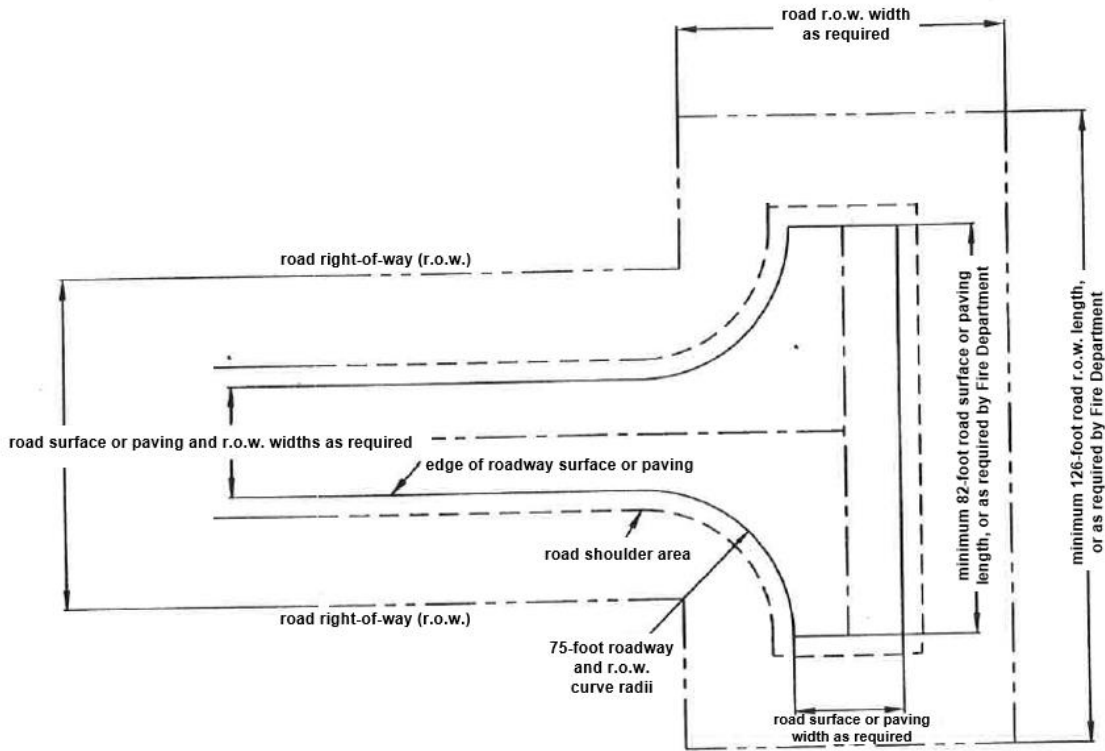 road r.o.w. width
as required
road right-of-way (r.o.w.)
minimum 82-foot road surface or paving
length, or as required by Fire Department
minimum 126-foot road r.o.w. length,
or as required by Fire Department
road surface or paving and r.o.w. widths as required
edge of roadway surface or paving
road shoulder area
road right-of-way (r.o.w.)
75-foot roadway
and r.o.w.
curve radii
road surface or paving
width as required